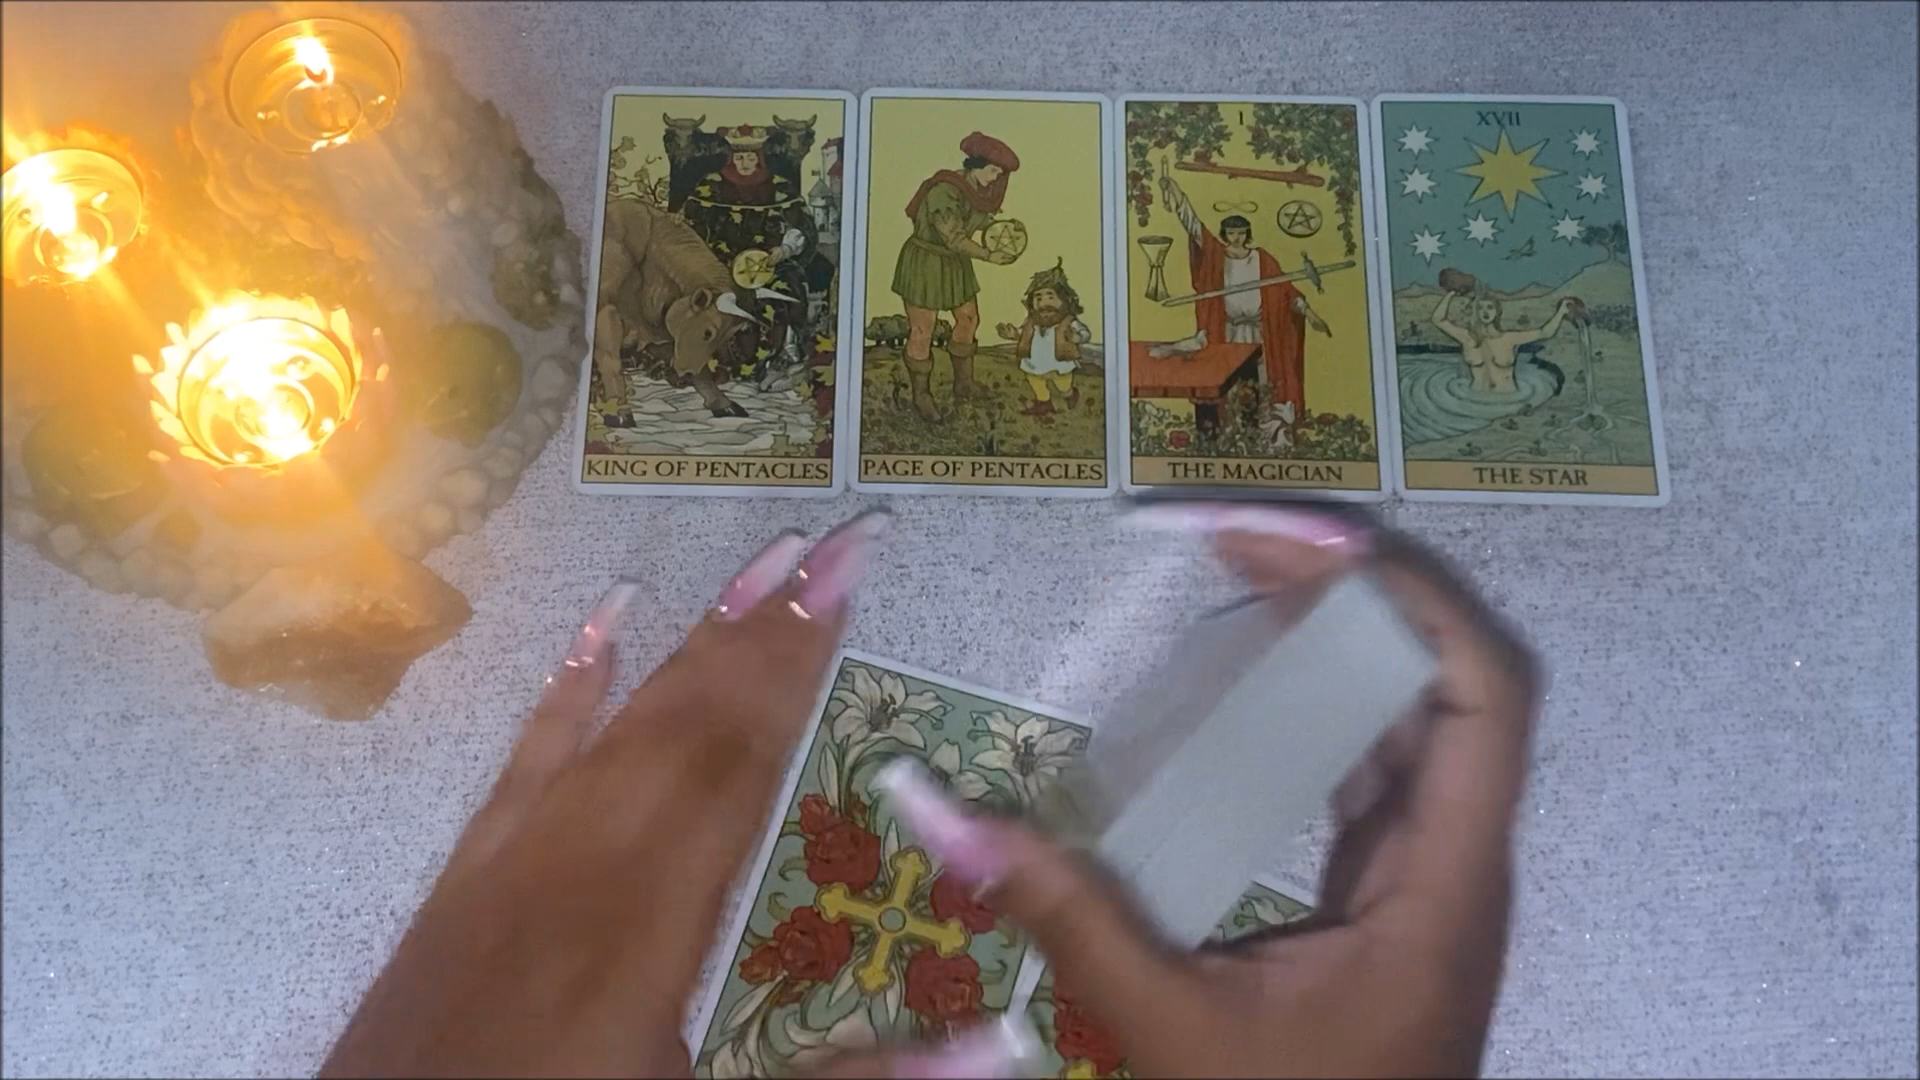 KING OF PENTACLES
PAGE OF PENTACLES
I
THE MAGICIAN
XVII
THE STAR